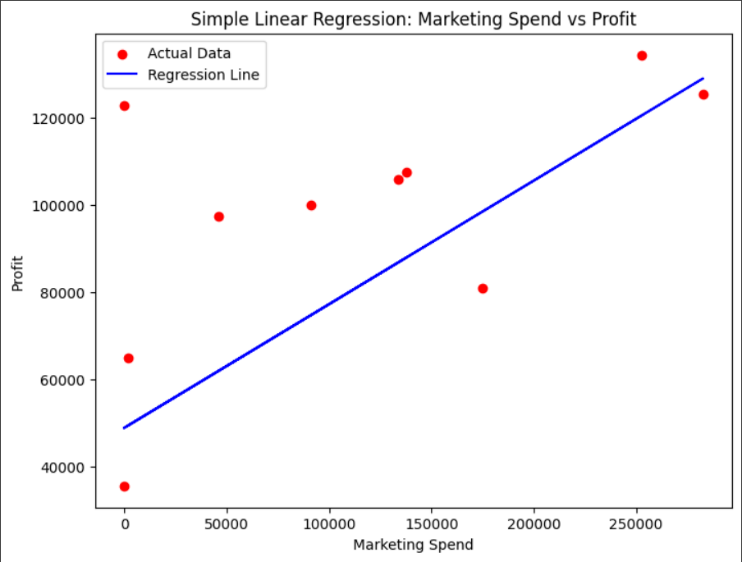 Simple Linear Regression: Marketing Spend vs Profit
Actual Data
Regression Line
120000
100000
80000
60000
40000
Profit
0
50000
100000
150000
200000
250000
Marketing Spend